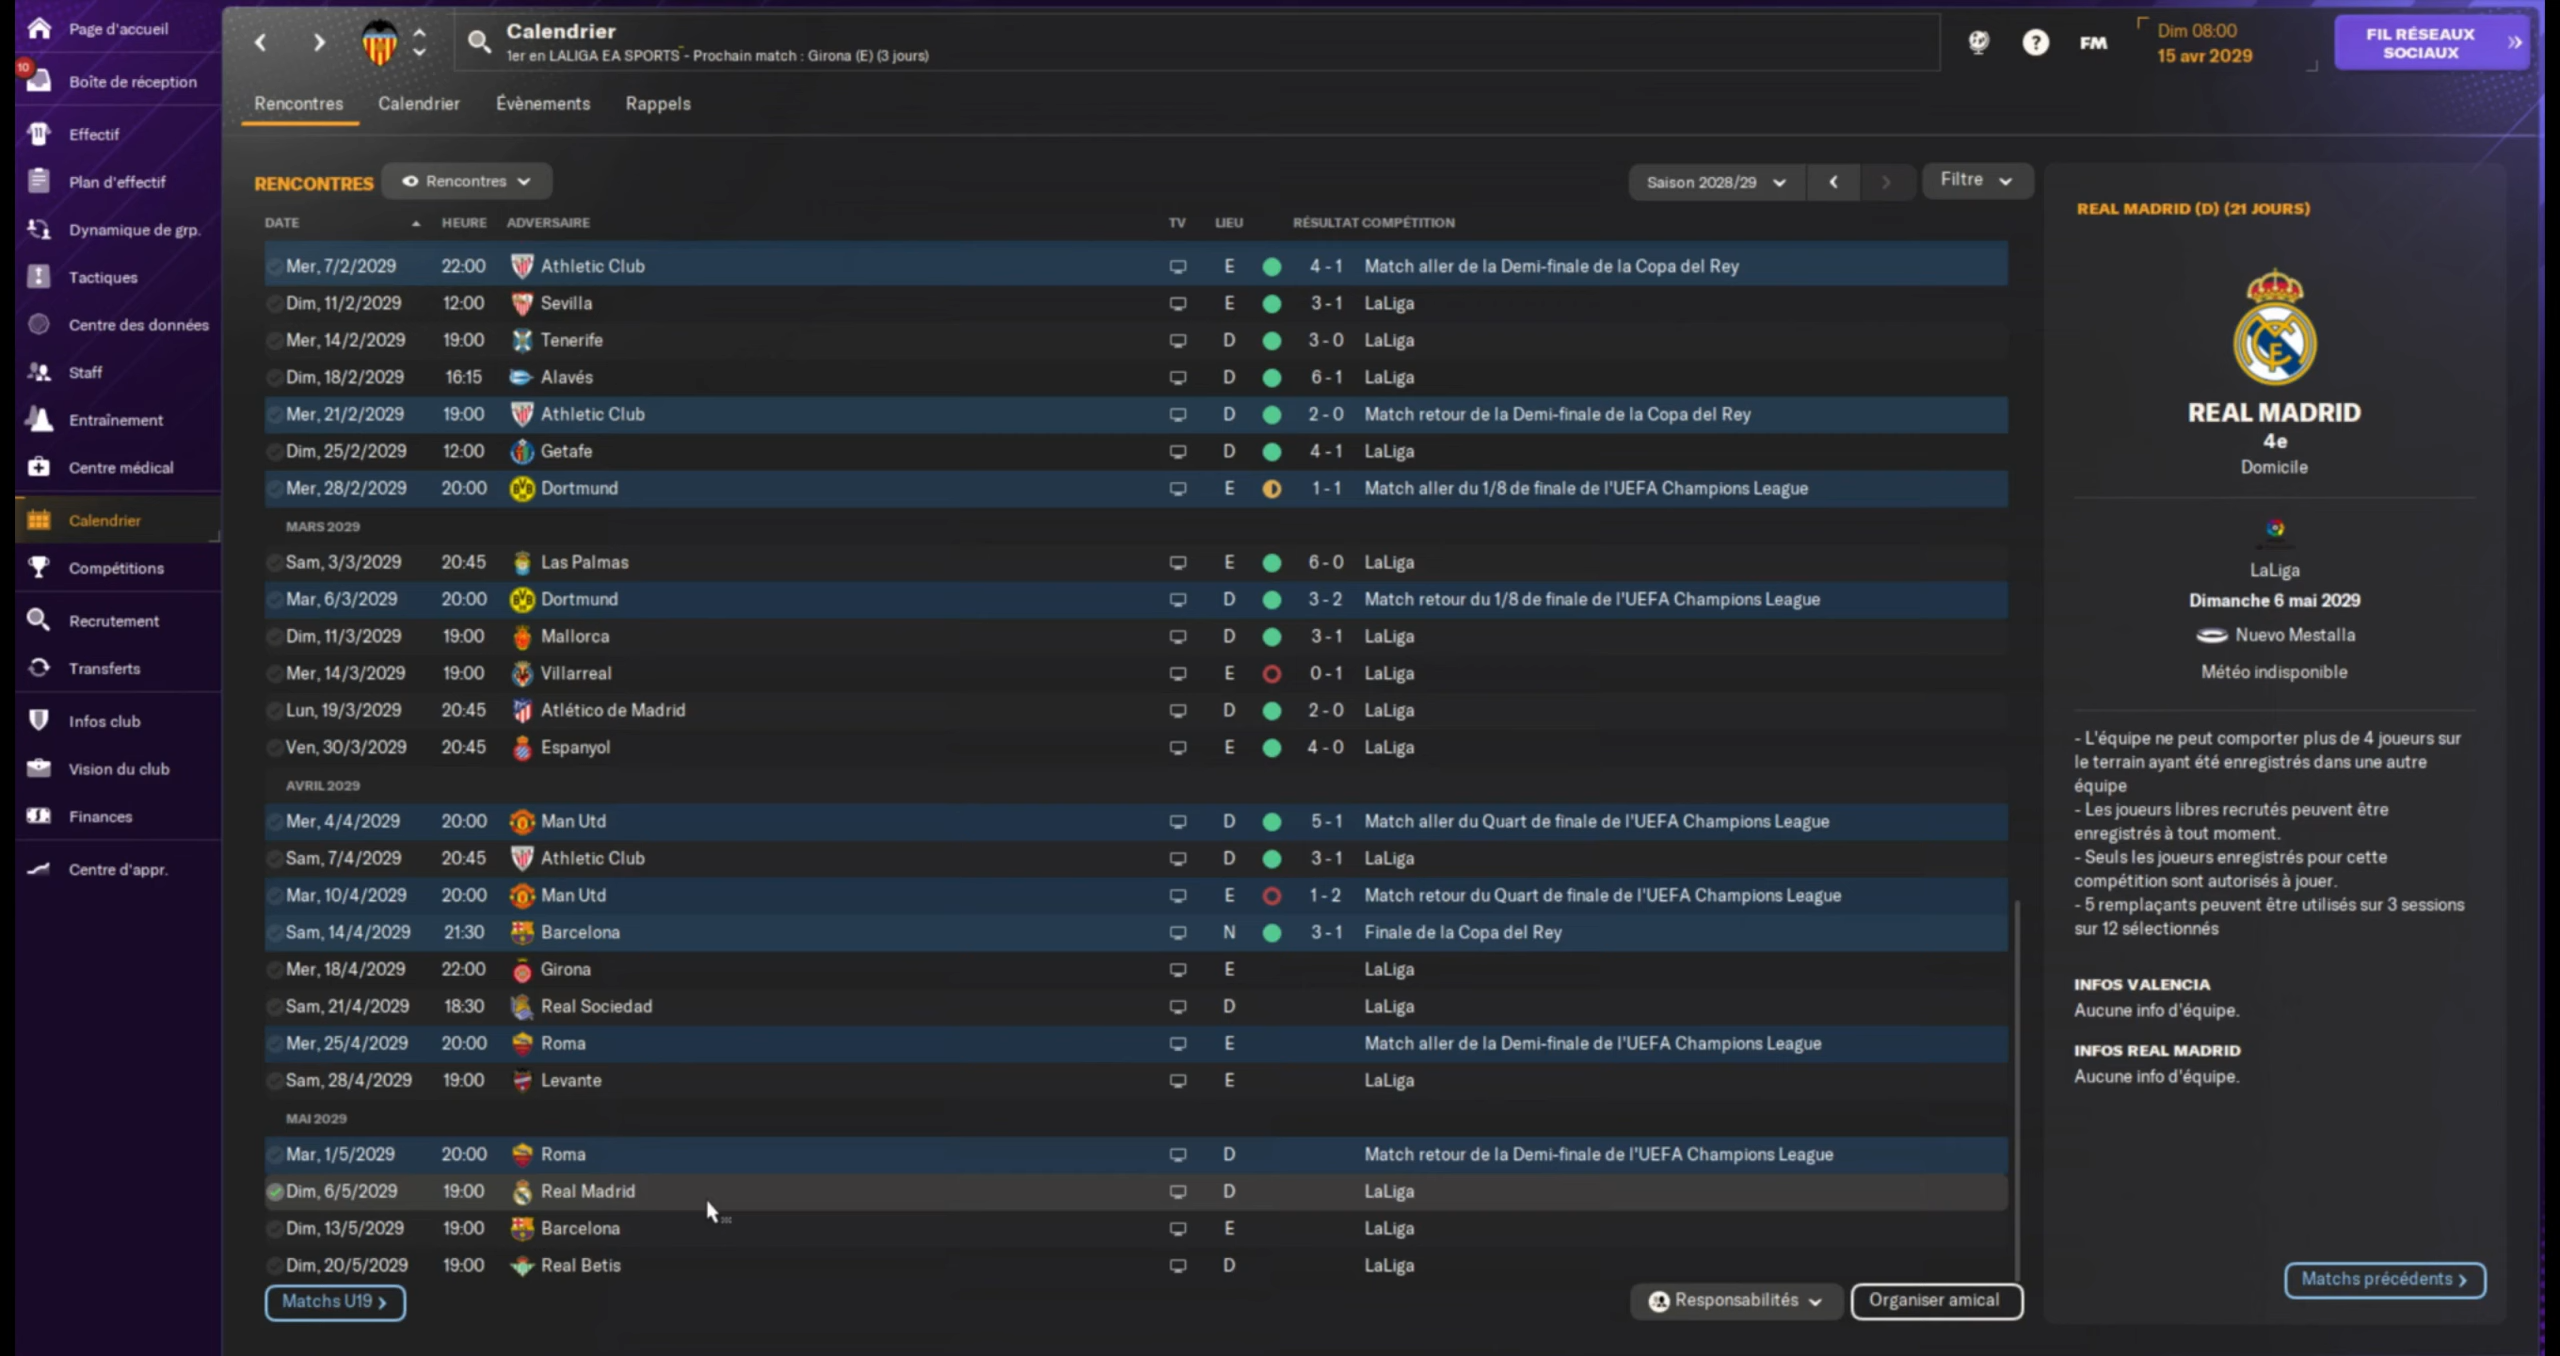 Page d'accueil
10
Boîte de réception
Effectif
Plan d'effectif
Dynamique de grp.
Tactiques
Centre des données
Staff
Entraînement
Centre médical
Calendrier
Compétitions
Recrutement
Transferts
Infos club
Vision du club
Finances
Centre d'appr.
Calendrier
1er en LALIGA EA SPORTS - Prochain match : Girona (E) (3 jours)
? FM
Dim 08:00
15 avr 2029
FIL RÉSEAUX
SOCIAUX
Rencontres Calendrier Évènements Rappels
RENCONTRES Rencontres Saison 2028/29 Filtre
DATE HEURE ADVERSAIRE TV LIEU RÉSULTAT COMPÉTITION
Mer, 7/2/2029 22:00 Athletic Club E 4 - 1 Match aller de la Demi-finale de la Copa del Rey
Dim, 11/2/2029 12:00 Sevilla E 3 - 1 LaLiga
Mer, 14/2/2029 19:00 Tenerife D 3 - 0 LaLiga
Dim, 18/2/2029 16:15 Alavés D 6 - 1 LaLiga
Mer, 21/2/2029 19:00 Athletic Club D 2 - 0 Match retour de la Demi-finale de la Copa del Rey
Dim, 25/2/2029 12:00 Getafe D 4 - 1 LaLiga
Mer, 28/2/2029 20:00 Dortmund E 1 - 1 Match aller du 1/8 de finale de l'UEFA Champions League
MARS 2029
Sam, 3/3/2029 20:45 Las Palmas E 6 - 0 LaLiga
Mar, 6/3/2029 20:00 Dortmund D 3 - 2 Match retour du 1/8 de finale de l'UEFA Champions League
Dim, 11/3/2029 19:00 Mallorca D 3 - 1 LaLiga
Mer, 14/3/2029 19:00 Villarreal E 0 - 1 LaLiga
Lun, 19/3/2029 20:45 Atlético de Madrid D 2 - 0 LaLiga
Ven, 30/3/2029 20:45 Espanyol E 4 - 0 LaLiga
AVRIL 2029
Mer, 4/4/2029 20:00 Man Utd D 5 - 1 Match aller du Quart de finale de l'UEFA Champions League
Sam, 7/4/2029 20:45 Athletic Club D 3 - 1 LaLiga
Mar, 10/4/2029 20:00 Man Utd E 1 - 2 Match retour du Quart de finale de l'UEFA Champions League
Sam, 14/4/2029 21:30 Barcelona N 3 - 1 Finale de la Copa del Rey
Mer, 18/4/2029 22:00 Girona E LaLiga
Sam, 21/4/2029 18:30 Real Sociedad D LaLiga
Mer, 25/4/2029 20:00 Roma E Match aller de la Demi-finale de l'UEFA Champions League
Sam, 28/4/2029 19:00 Levante E LaLiga
MAI 2029
Mar, 1/5/2029 20:00 Roma D Match retour de la Demi-finale de l'UEFA Champions League
Dim, 6/5/2029 19:00 Real Madrid D LaLiga
Dim, 13/5/2029 19:00 Barcelona E LaLiga
Dim, 20/5/2029 19:00 Real Betis D LaLiga
Matchs U19 Responsabilités Organiser amical
REAL MADRID (D) (21 JOURS)
REAL MADRID
4e
Domicile
LaLiga
Dimanche 6 mai 2029
Nuevo Mestalla
Météo indisponible
- L'équipe ne peut comporter plus de 4 joueurs sur
le terrain ayant été enregistrés dans une autre
équipe
- Les joueurs libres recrutés peuvent être
enregistrés à tout moment.
- Seuls les joueurs enregistrés pour cette
compétition sont autorisés à jouer.
- 5 remplaçants peuvent être utilisés sur 3 sessions
sur 12 sélectionnés
INFOS VALENCIA
Aucune info d'équipe.
INFOS REAL MADRID
Aucune info d'équipe.
Matchs précédents